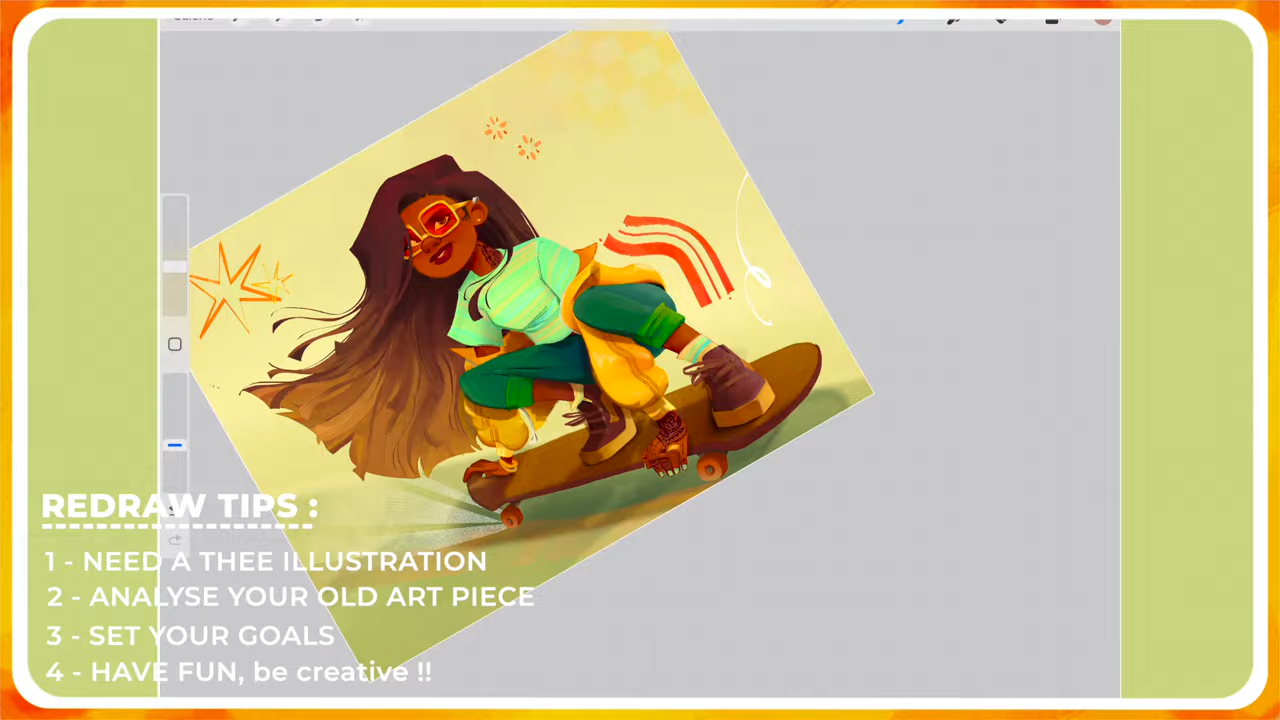 REDRAW TIPS :
1 - NEED A THEE ILLUSTRATION
2 - ANALYSE YOUR OLD ART PIECE
3 - SET YOUR GOALS
4 - HAVE FUN, be creative !!